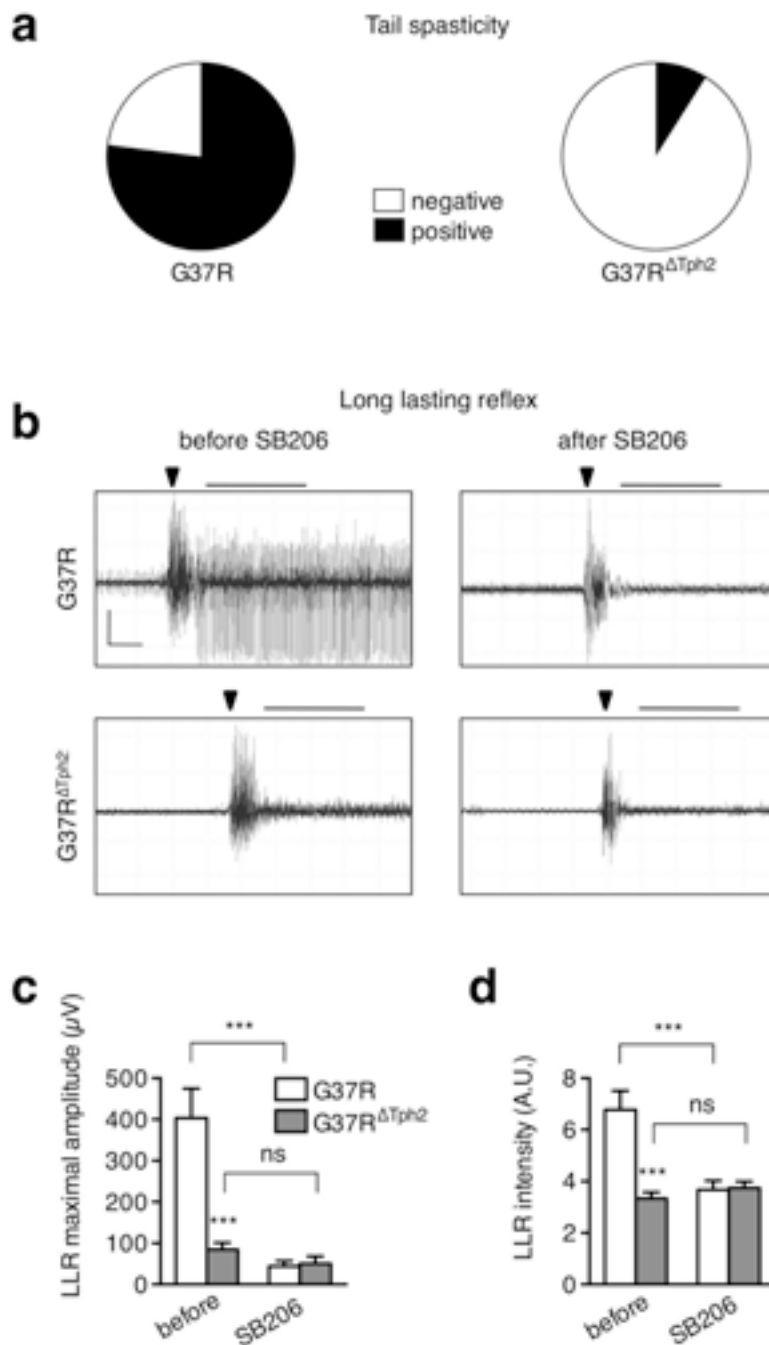 a
Tail spasticity
negative
positive
G37R
G37R^ΔTph2
Long lasting reflex
b
before SB206
after SB206
G37R
G37R^ΔTph2
c
LLR maximal amplitude (μV)
500
400
300
200
100
0
***
G37R
G37R^ΔTph2
ns
***
before
SB206
d
LLR intensity (A.U.)
8
6
4
2
0
***
ns
***
before
SB206